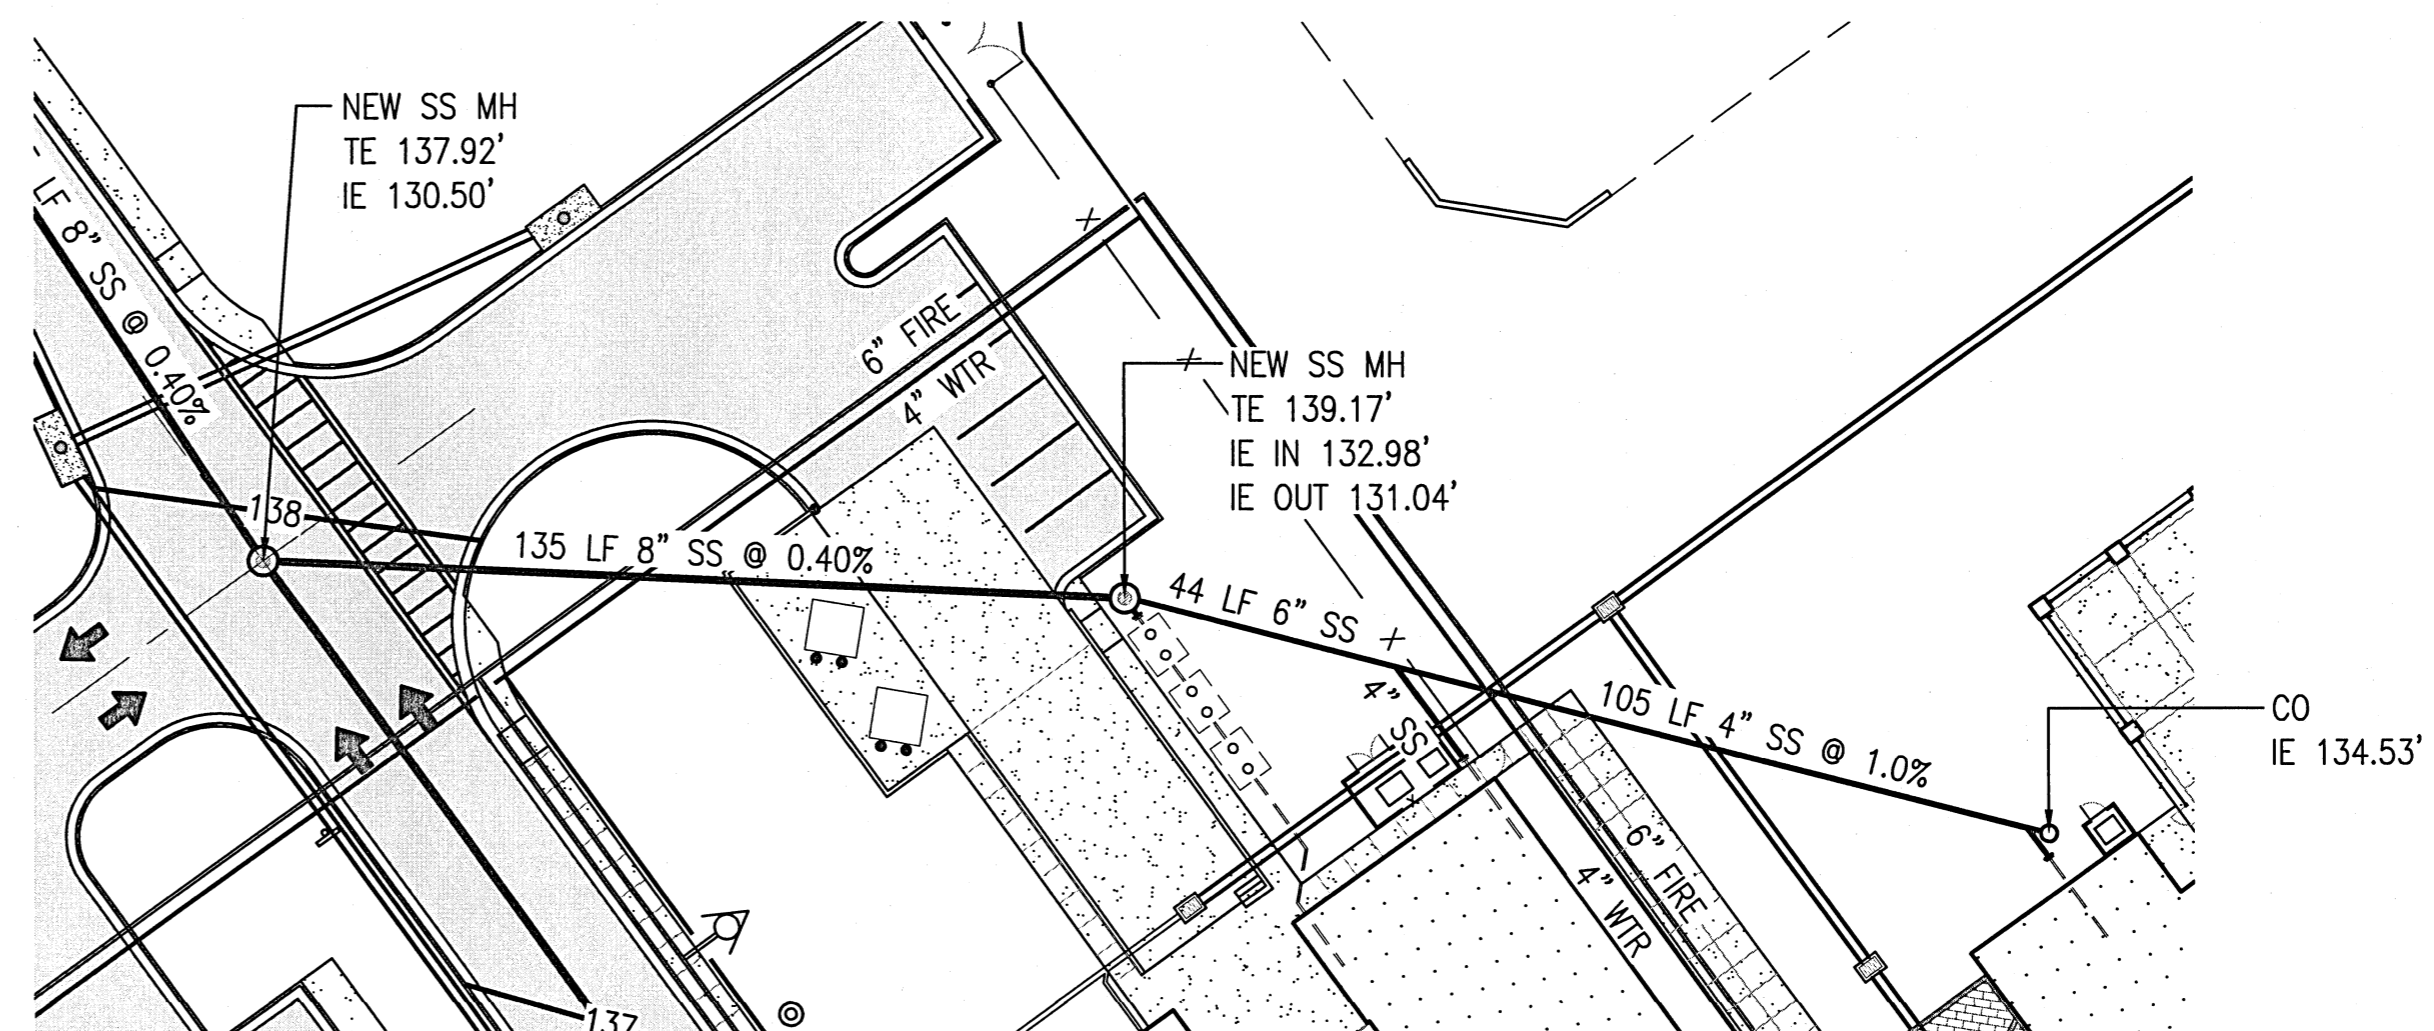 NEW SS MH
TE 137.92'
IE 130.50'
LF 8" SS @ 0.40%
6" FIRE
4" WTR
NEW SS MH
TE 139.17'
IE IN 132.98'
IE OUT 131.04'
138
135 LF 8" SS @ 0.40%
44 LF 6" SS
4" SS
105 LF 4" SS @ 1.0%
CO
IE 134.53'
6" FIRE
4" WTR
137